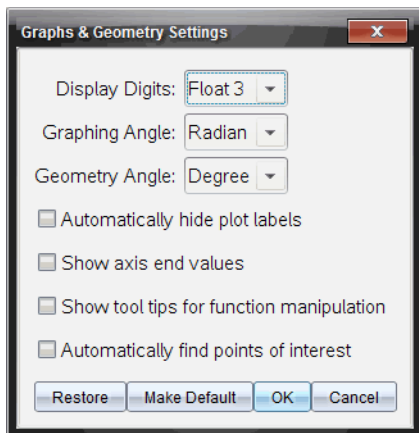 Graphs & Geometry Settings
Display Digits: Float 3
Graphing Angle: Radian
Geometry Angle: Degree
Automatically hide plot labels
Show axis end values
Show tool tips for function manipulation
Automatically find points of interest
Restore Make Default OK Cancel